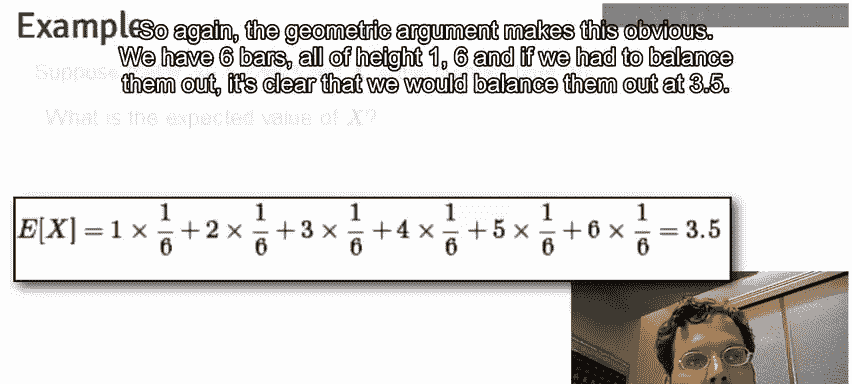 Example
So again, the geometric argument makes this obvious.
We have 6 bars, all of height 1, 6 and if we had to balance
them out, it's clear that we would balance them out at 3.5.
Suppose
What is the expected value of X?
E[X] = 1 × 1/6 + 2 × 1/6 + 3 × 1/6 + 4 × 1/6 + 5 × 1/6 + 6 × 1/6 = 3.5